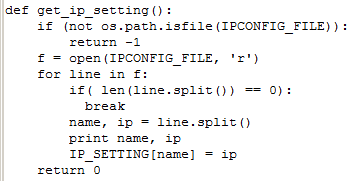 def get_ip_setting():
    if (not os.path.isfile(IPCONFIG_FILE)):
        return -1
    f = open(IPCONFIG_FILE, 'r')
    for line in f:
        if( len(line.split()) == 0):
          break
        name, ip = line.split()
        print name, ip
        IP_SETTING[name] = ip
    return 0